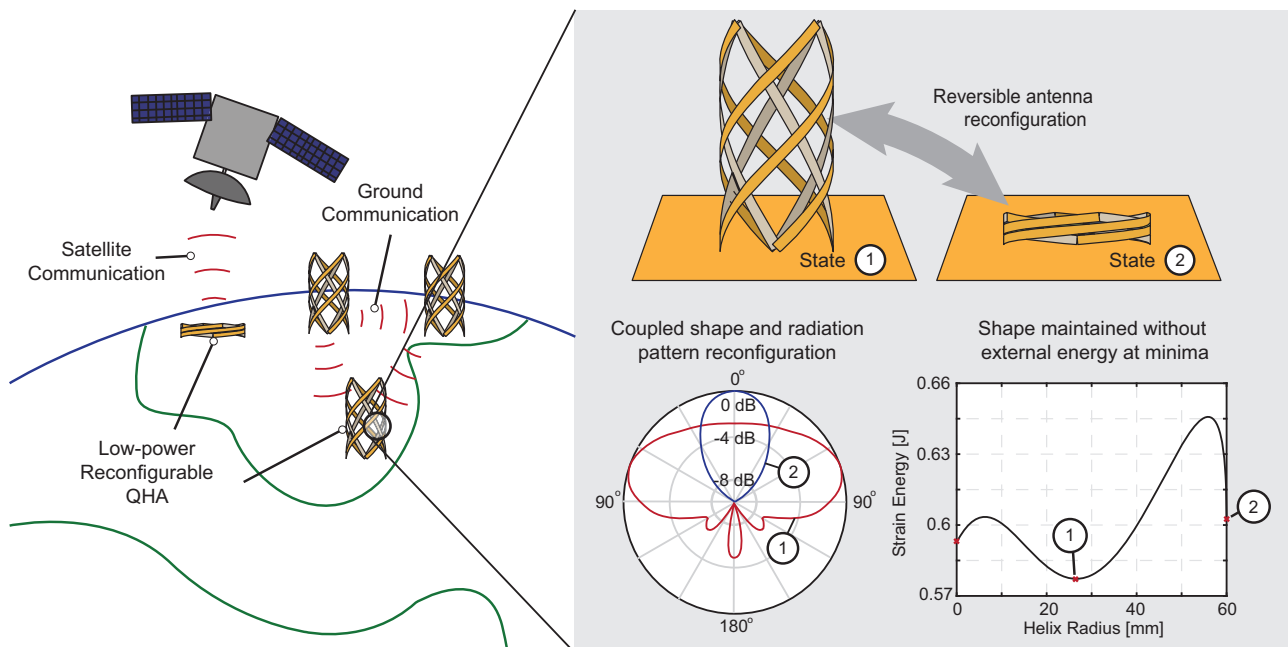 Satellite
Communication
Ground
Communication
Low-power
Reconfigurable
QHA
Reversible antenna
reconfiguration
State 1
State 2
Coupled shape and radiation
pattern reconfiguration
0°
0 dB
-4 dB
-8 dB
90°
90°
2
1
180°
Shape maintained without
external energy at minima
Strain Energy [J]
0.66
0.63
0.6
0.57
1
2
0
20
40
60
Helix Radius [mm]